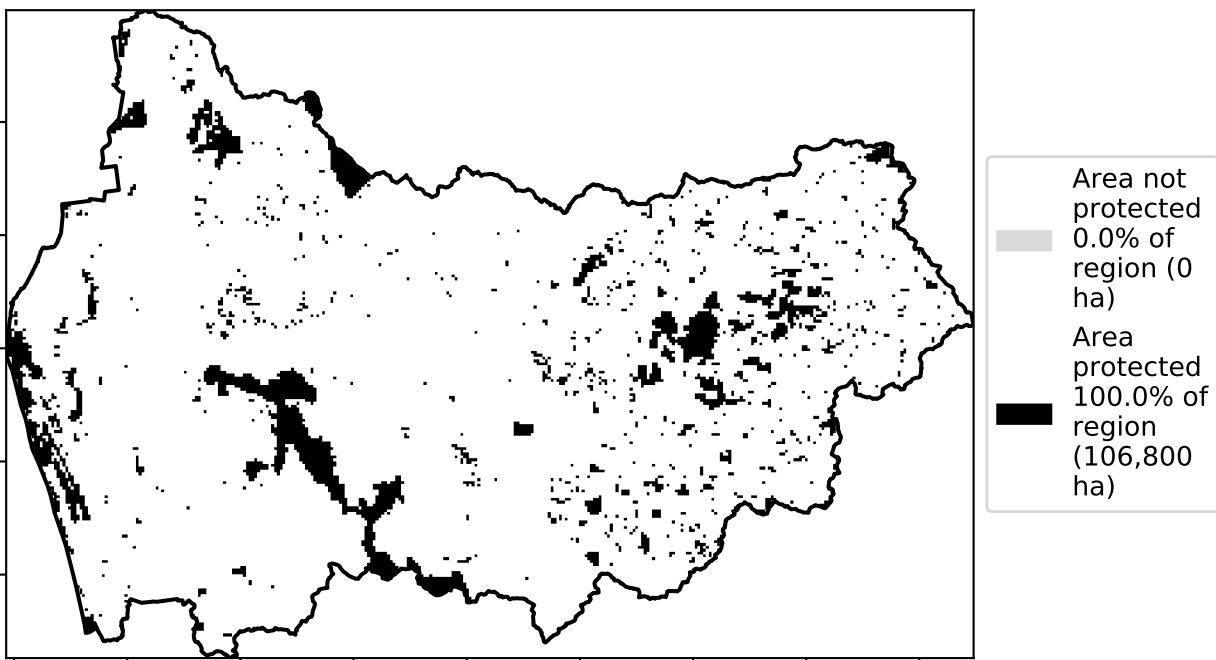 Area not
protected
0.0% of
region (0
ha)
Area
protected
100.0% of
region
(106,800
ha)